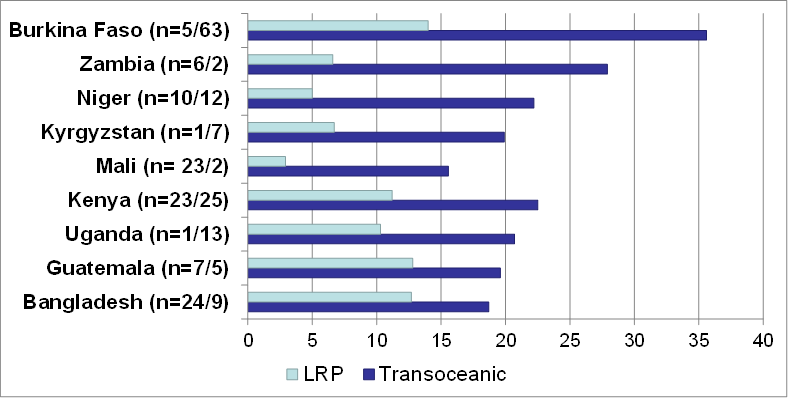 Burkina Faso (n=5/63)
Zambia (n=6/2)
Niger (n=10/12)
Kyrgyzstan (n=1/7)
Mali (n= 23/2)
Kenya (n=23/25)
Uganda (n=1/13)
Guatemala (n=7/5)
Bangladesh (n=24/9)
0 5 10 15 20 25 30 35 40
LRP Transoceanic